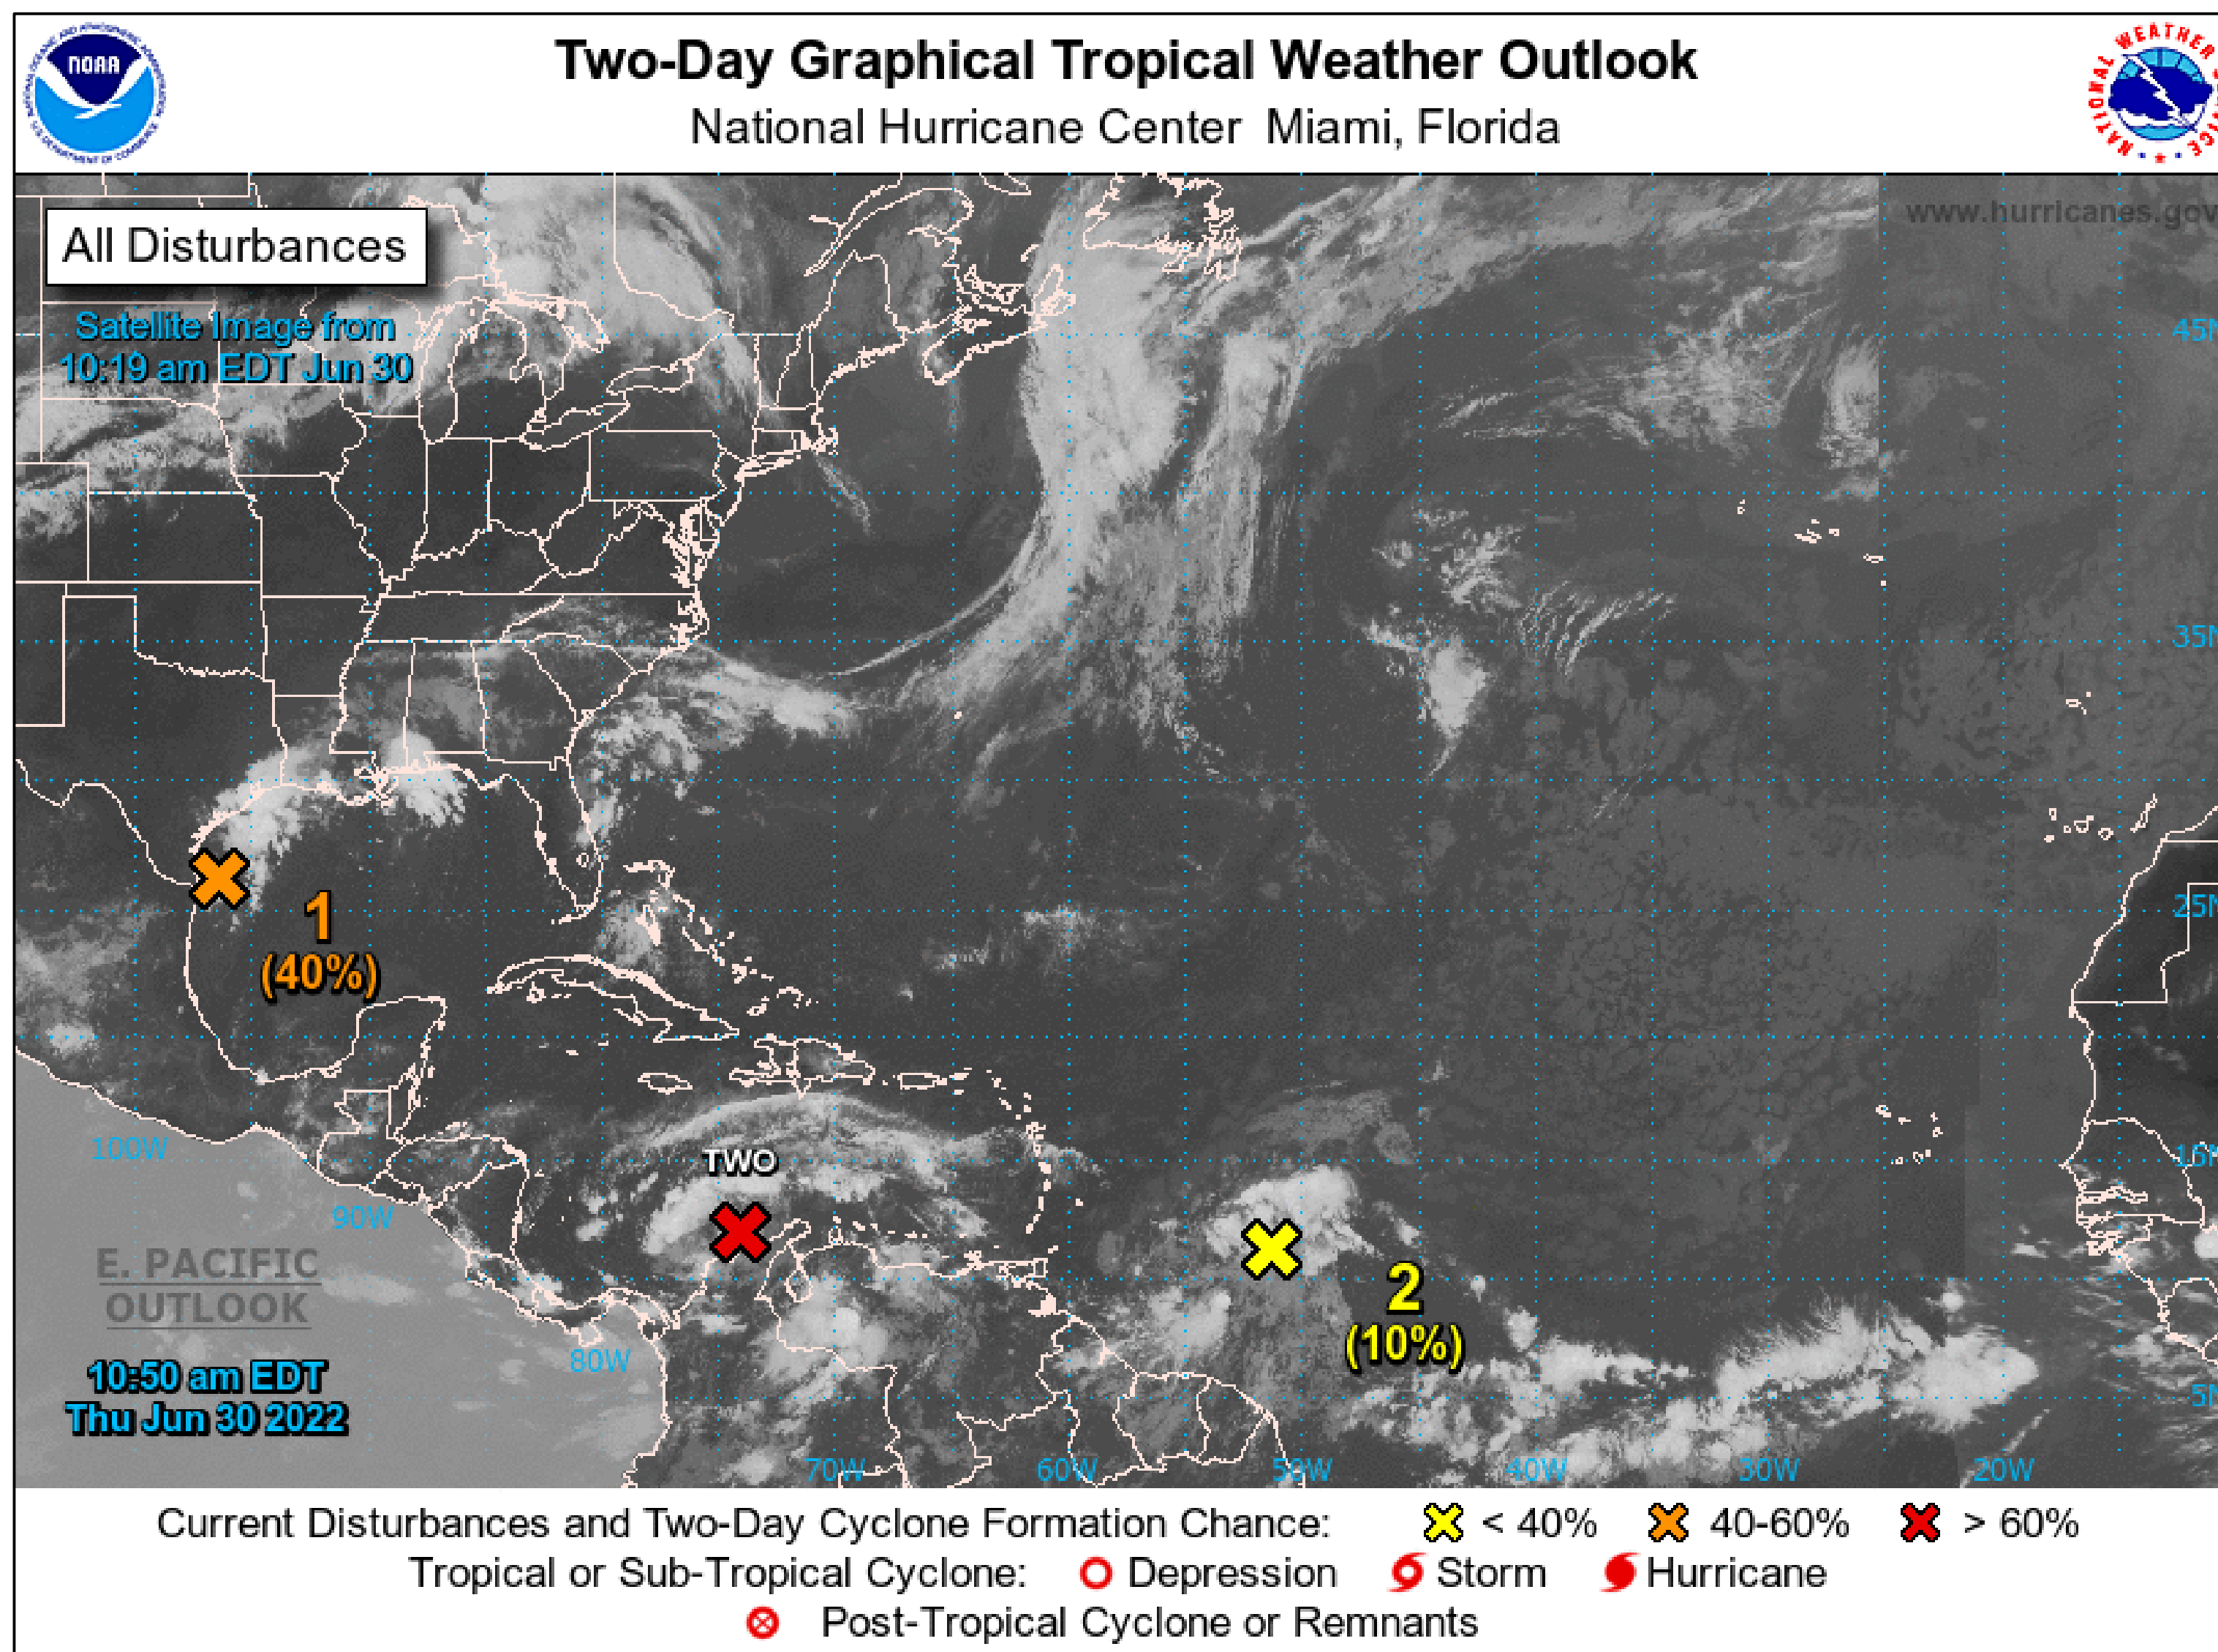 NOAA
Two-Day Graphical Tropical Weather Outlook
National Hurricane Center Miami, Florida
All Disturbances
www.hurricanes.gov
Satellite Image from
10:19 am EDT Jun 30
45N
35N
1
(40%)
25N
100W
TWO
15N
90W
E. PACIFIC
OUTLOOK
2
(10%)
10:50 am EDT
Thu Jun 30 2022
80W
5N
70W
60W
50W
40W
30W
20W
Current Disturbances and Two-Day Cyclone Formation Chance: < 40% 40-60% > 60%
Tropical or Sub-Tropical Cyclone: Depression Storm Hurricane
Post-Tropical Cyclone or Remnants